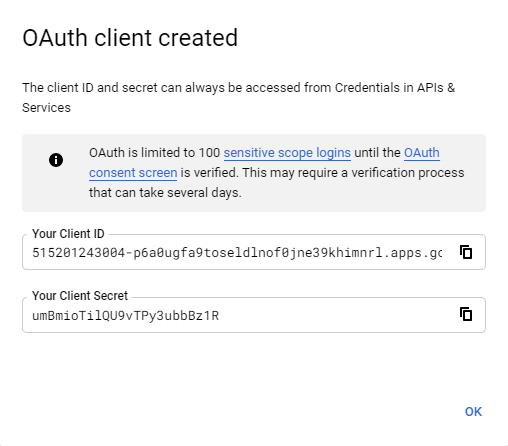 OAuth client created
The client ID and secret can always be accessed from Credentials in APIs &
Services
OAuth is limited to 100 sensitive scope logins until the OAuth
consent screen is verified. This may require a verification process
that can take several days.
Your Client ID
515201243004-p6a0ugfa9toseldlnof0jne39khimnrl.apps.gc
Your Client Secret
umBmioTilQU9vTPy3ubbBz1R
OK